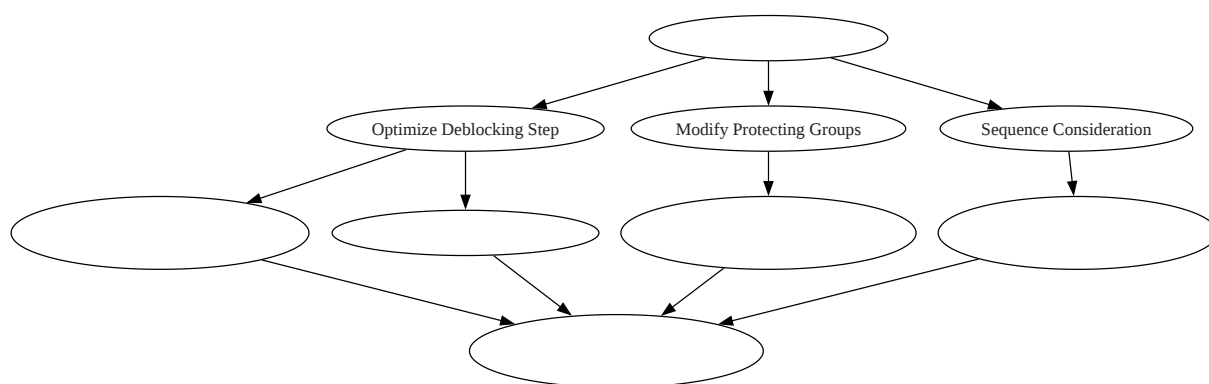 Optimize Deblocking Step
Modify Protecting Groups
Sequence Consideration